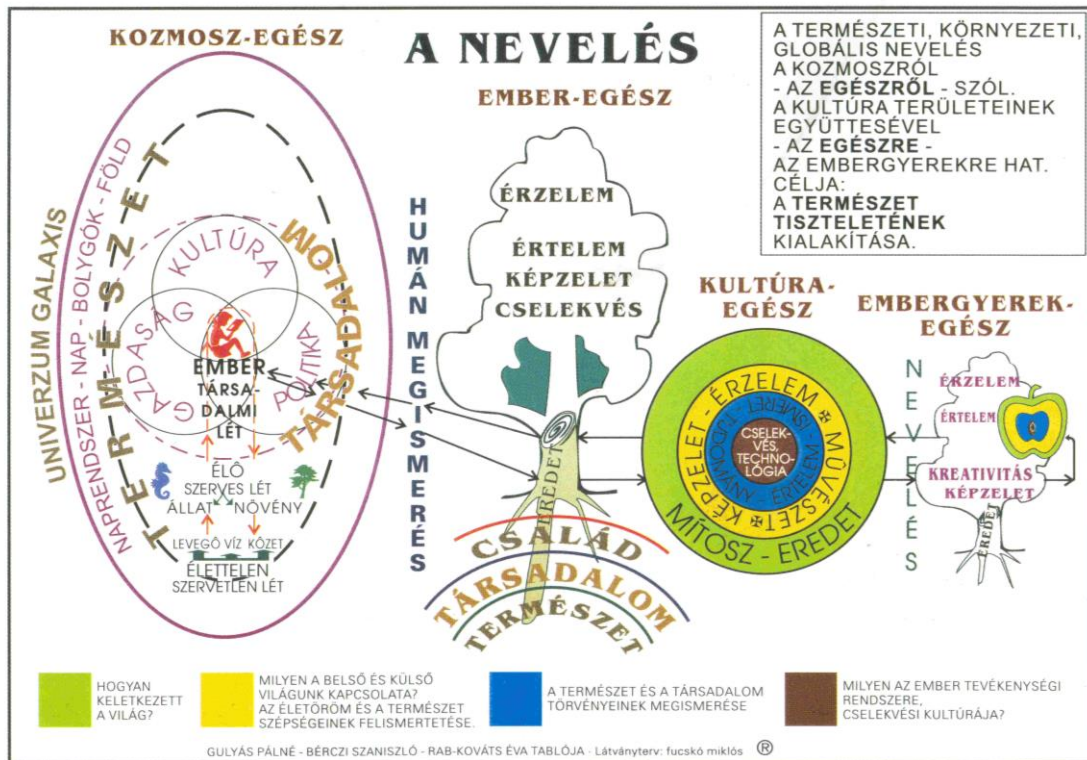 A NEVELÉS
KOZMOSZ-EGÉSZ
UNIVERZUM GALAXIS
NAPRENDSZER - NAP - BOLYGÓK - FÖLD
TERMÉSZET
TÁRSADALOM
KULTÚRA
GAZDASÁG
POLITIKA
EMBER
TÁRSA-
DALMI
LÉT
ÉLŐ
SZERVES LÉT
ÁLLAT NÖVÉNY
LEVEGŐ VÍZ KŐZET
ÉLETTELEN
SZERVETLEN LÉT
HUMÁN MEGISMERÉS
EMBER-EGÉSZ
ÉRZELEM
ÉRTELEM
KÉPZELET
CSELEKVÉS
EREDET
CSALÁD
TÁRSADALOM
TERMÉSZET
A TERMÉSZETI, KÖRNYEZETI,
GLOBÁLIS NEVELÉS
A KOZMOSZRÓL
- AZ EGÉSZRŐL - SZÓL.
A KULTÚRA TERÜLETEINEK
EGYÜTTESÉVEL
- AZ EGÉSZRE -
AZ EMBERGYEREKRE HAT.
CÉLJA:
A TERMÉSZET
TISZTELETÉNEK
KIALAKÍTÁSA.
KULTÚRA-
EGÉSZ
MÍTOSZ - EREDET
KÉPZELET - ÉRZELEM ✠ MŰVÉSZET ✠
ISMERET - TUDOMÁNY - ÉRTELEM
CSELEK-
VÉS,
TECHNO-
LÓGIA
NEVELÉS
EMBERGYEREK-
EGÉSZ
ÉRZELEM
ÉRTELEM
KREATIVITÁS
KÉPZELET
EREDET
HOGYAN
KELETKEZETT
A VILÁG?
MILYEN A BELSŐ ÉS KÜLSŐ
VILÁGUNK KAPCSOLATA?
AZ ÉLETÖRÖM ÉS A TERMÉSZET
SZÉPSÉGEINEK FELISMERTETÉSE.
A TERMÉSZET ÉS A TÁRSADALOM
TÖRVÉNYEINEK MEGISMERÉSE
MILYEN AZ EMBER TEVÉKENYSÉGI
RENDSZERE,
CSELEKVÉSI KULTÚRÁJA?
GULYÁS PÁLNÉ - BÉRCZI SZANISZLÓ - RAB-KOVÁTS ÉVA TABLÓJA - Látványterv: fucskó miklós ®